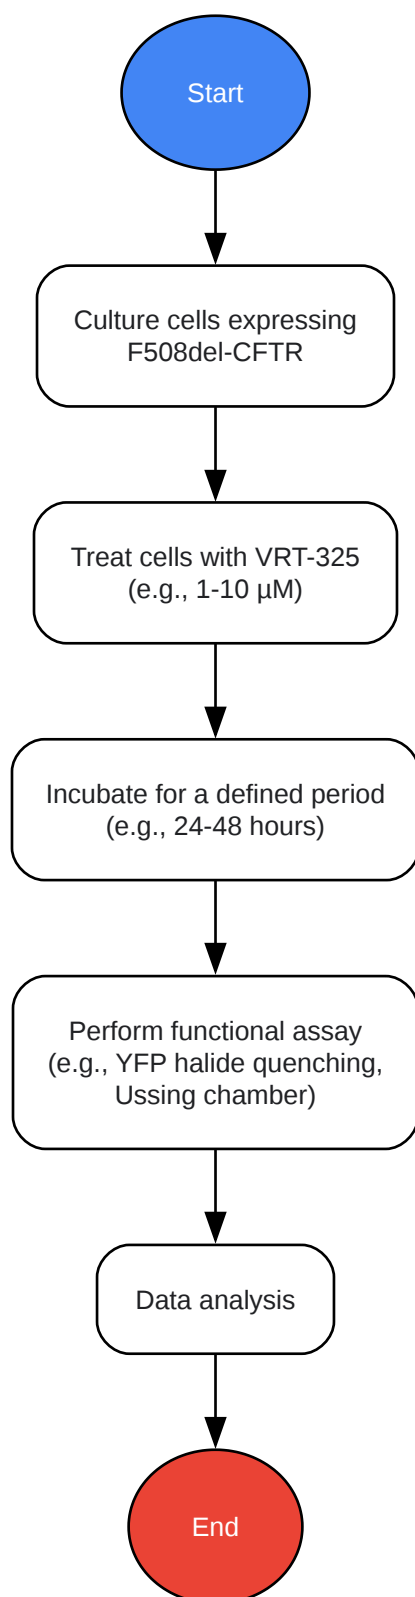 Start
Culture cells expressing
F508del-CFTR
Treat cells with VRT-325
(e.g., 1-10 µM)
Incubate for a defined period
(e.g., 24-48 hours)
Perform functional assay
(e.g., YFP halide quenching,
Ussing chamber)
Data analysis
End